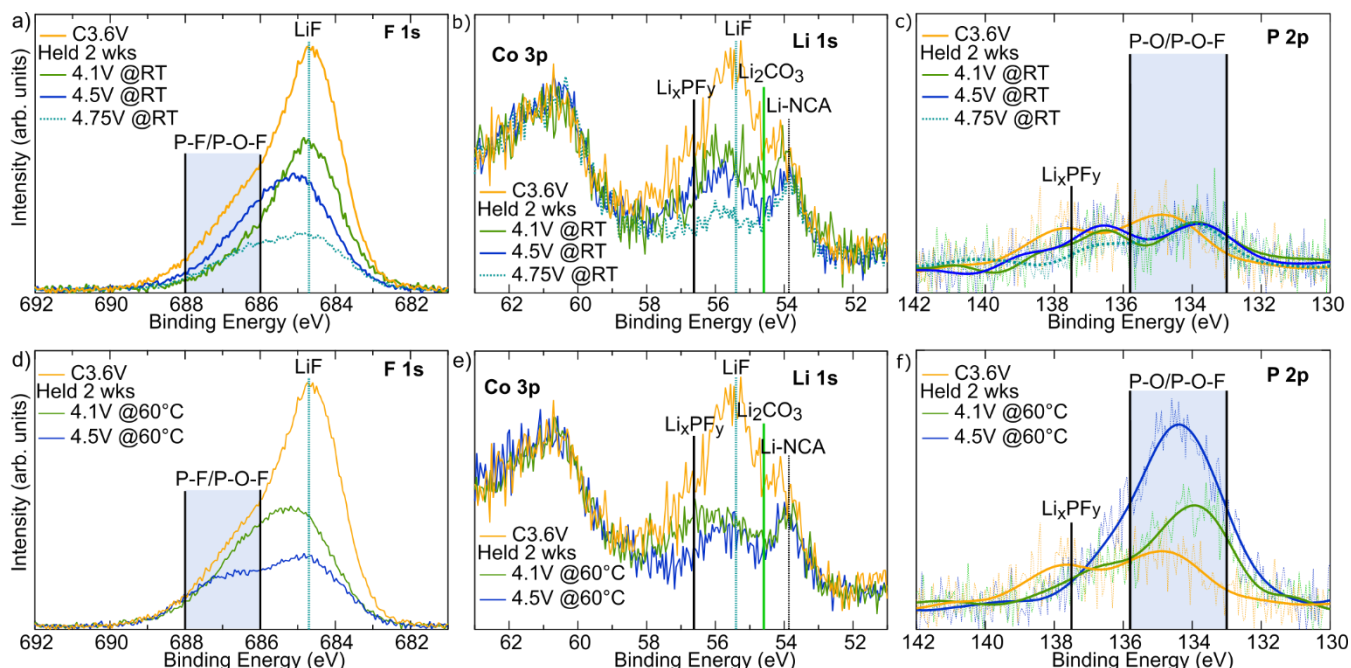 a)
F 1s
LiF
C3.6V
Held 2 wks
4.1V @RT
4.5V @RT
4.75V @RT
P-F/P-O-F
Intensity (arb. units)
692 690 688 686 684 682
Binding Energy (eV)
b)
Co 3p
Li 1s
LiF
LixPFy
Li2CO3
Li-NCA
C3.6V
Held 2 wks
4.1V @RT
4.5V @RT
4.75V @RT
62 60 58 56 54 52
Binding Energy (eV)
c)
P 2p
C3.6V
Held 2 wks
4.1V @RT
4.5V @RT
4.75V @RT
P-O/P-O-F
LixPFy
142 140 138 136 134 132 130
Binding Energy (eV)
d)
F 1s
LiF
C3.6V
Held 2 wks
4.1V @60°C
4.5V @60°C
P-F/P-O-F
Intensity (arb. units)
692 690 688 686 684 682
Binding Energy (eV)
e)
Co 3p
Li 1s
LiF
LixPFy
Li2CO3
Li-NCA
C3.6V
Held 2 wks
4.1V @60°C
4.5V @60°C
62 60 58 56 54 52
Binding Energy (eV)
f)
P 2p
C3.6V
Held 2 wks
4.1V @60°C
4.5V @60°C
P-O/P-O-F
LixPFy
142 140 138 136 134 132 130
Binding Energy (eV)